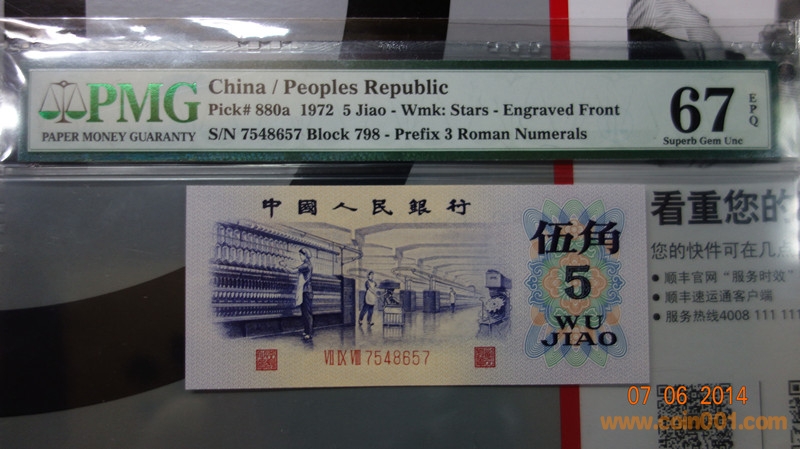 PMG
PAPER MONEY GUARANTY
China / Peoples Republic
Pick# 880a 1972 5 Jiao - Wmk: Stars - Engraved Front
S/N 7548657 Block 798 - Prefix 3 Roman Numerals
67 EPQ
Superb Gem Unc
中國人民銀行
伍角
5
WU
JIAO
VII IX VIII 7548657
看重您的
您的快件可在几点
● 顺丰官网“服务时效”
● 顺丰速运通客户端
● 服务热线4008 111 111
07 06 2014
www.coin001.com